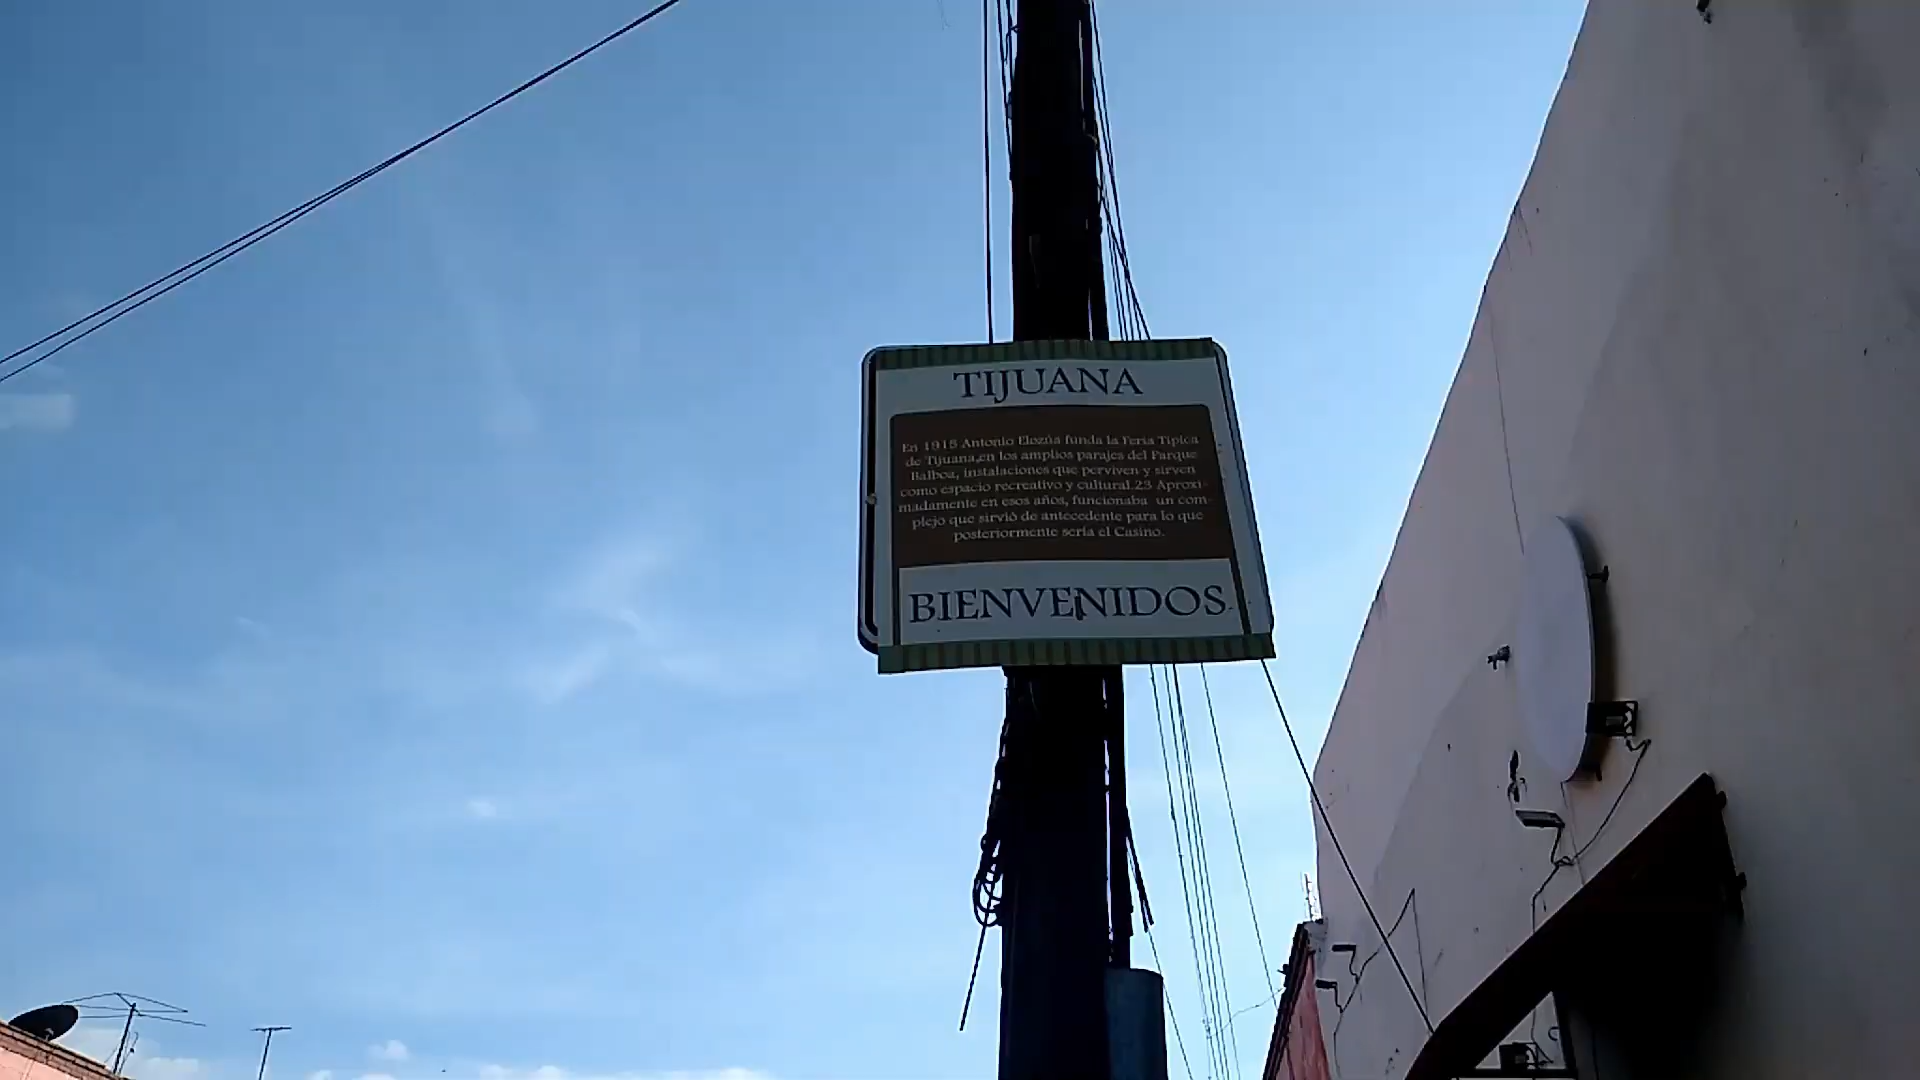 TIJUANA
En 1915 Antonio Elozúa funda la Feria Típica
de Tijuana,en los amplios parajes del Parque
Balboa, instalaciones que perviven y sirven
como espacio recreativo y cultural.23 Aproxi-
madamente en esos años, funcionaba un com-
plejo que sirvió de antecedente para lo que
posteriormente sería el Casino.
BIENVENIDOS